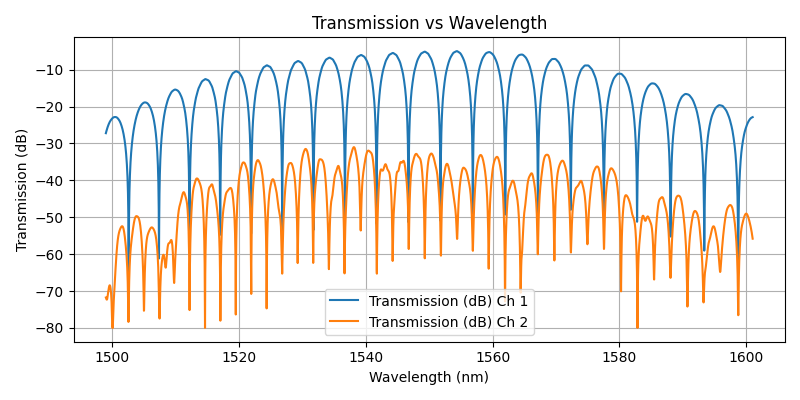 Transmission vs Wavelength
Transmission (dB)
−10
−20
−30
−40
−50
−60
−70
−80
Transmission (dB) Ch 1
Transmission (dB) Ch 2
1500
1520
1540
1560
1580
1600
Wavelength (nm)